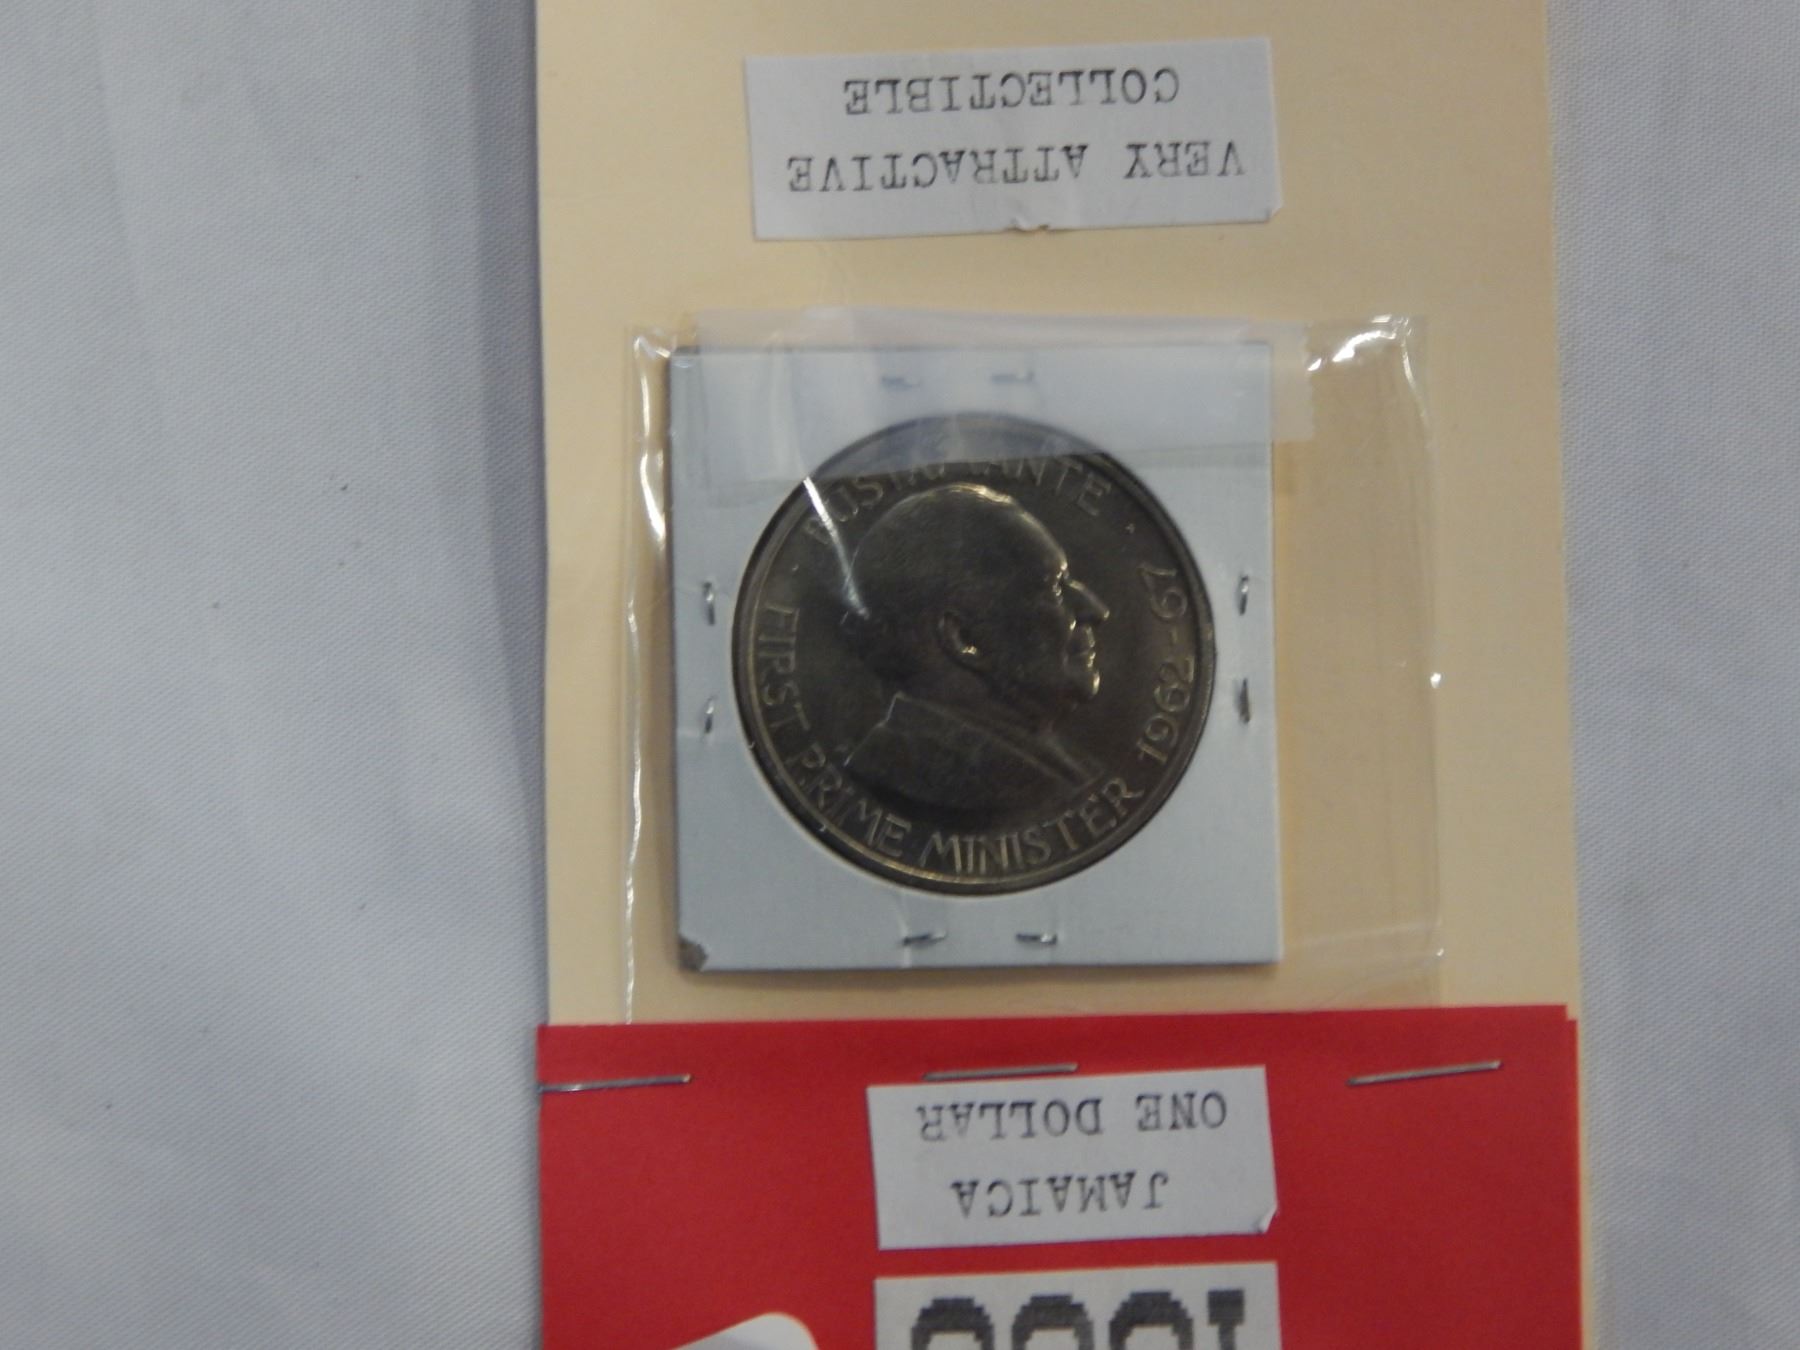 JAMAICA
ONE DOLLAR
BUSTAMANTE
FIRST PRIME MINISTER 1962-67
VERY ATTRACTIVE
COLLECTIBLE